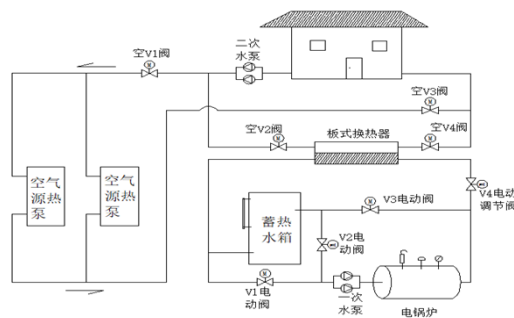 空V1阀
二次
水泵
空V3阀
空V2阀
板式换热器
空V4阀
空气
源热
泵
空气
源热
泵
蓄热
水箱
V3电动阀
V4电动
调节阀
V2电
动阀
V1电
动阀
一次
水泵
电锅炉